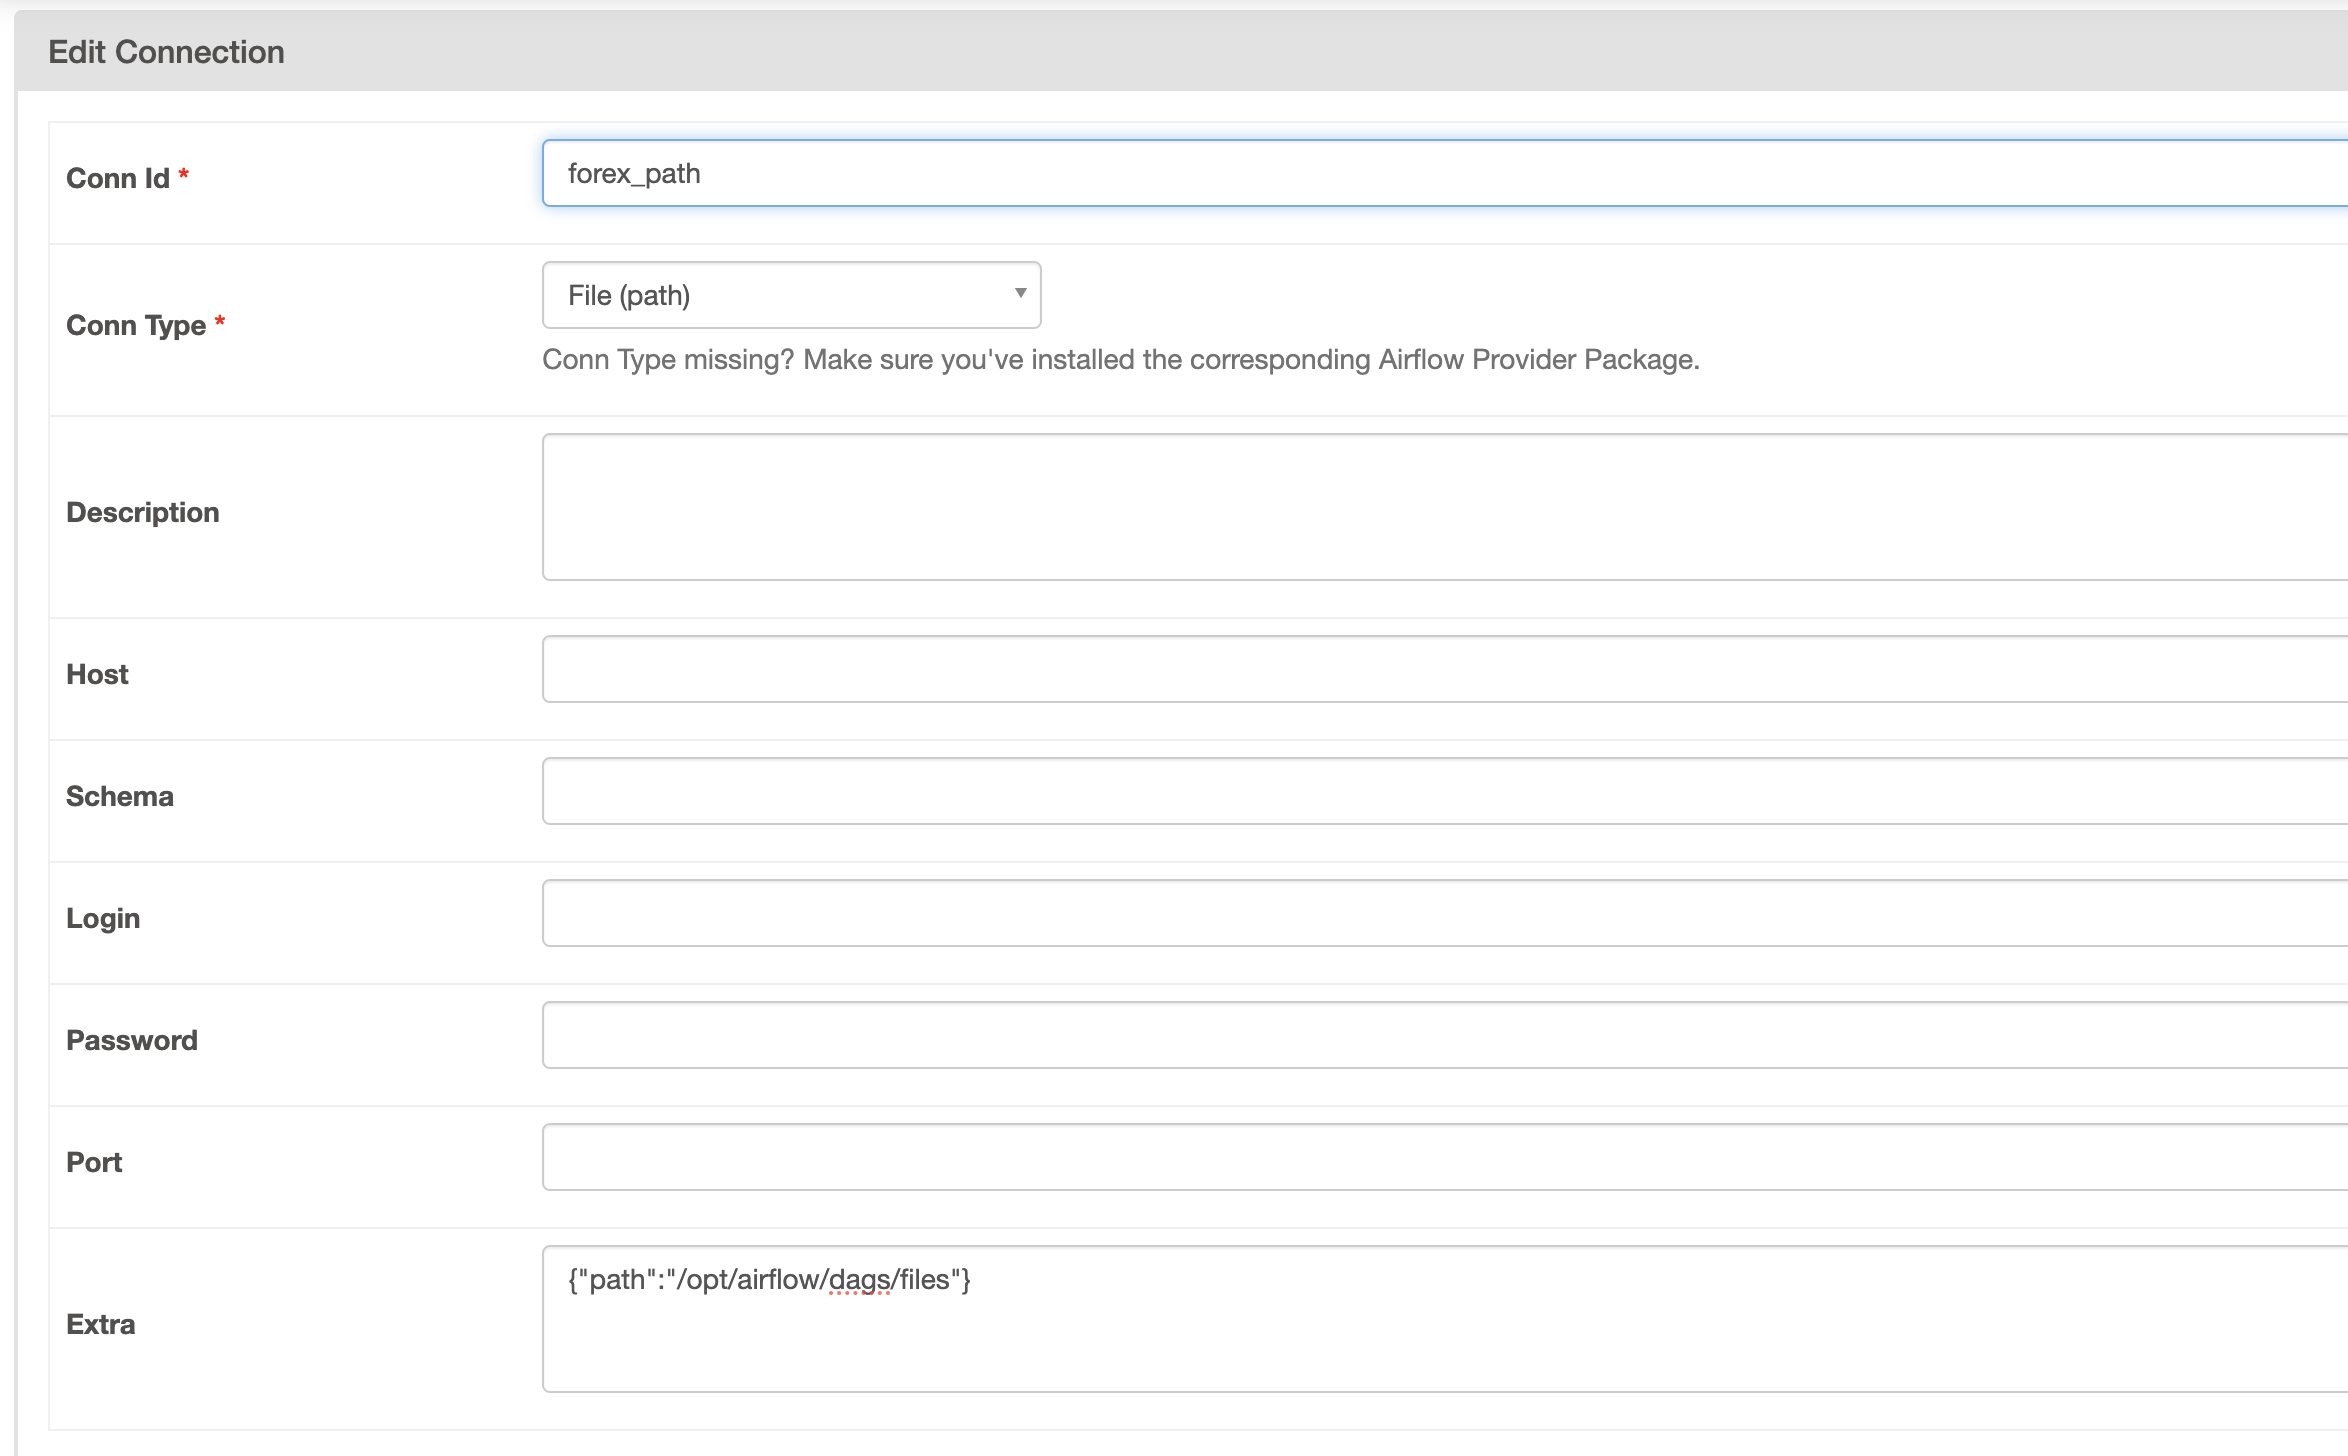 Edit Connection
Conn Id *
forex_path
Conn Type *
File (path)
Conn Type missing? Make sure you've installed the corresponding Airflow Provider Package.
Description
Host
Schema
Login
Password
Port
Extra
{"path":"/opt/airflow/dags/files"}